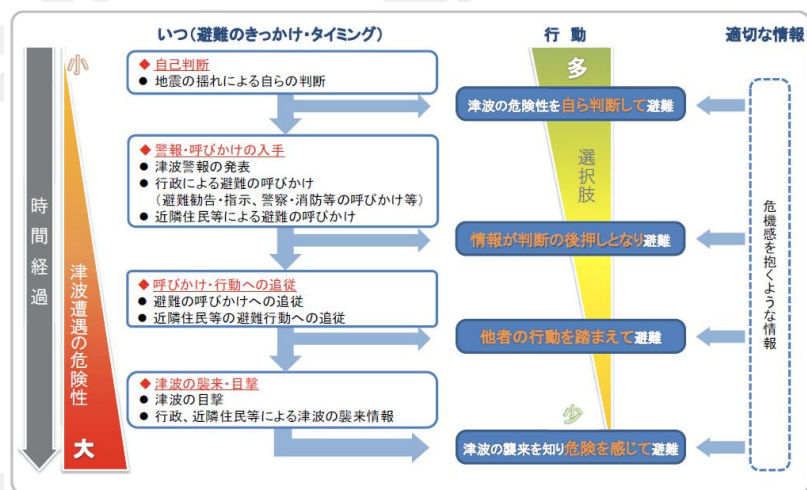 いつ(避難のきっかけ・タイミング)
行 動
適切な情報
時間経過
小
津波遭遇の危険性
大
◆ 自己判断
● 地震の揺れによる自らの判断
◆ 警報・呼びかけの入手
● 津波警報の発表
● 行政による避難の呼びかけ
(避難勧告・指示、警察・消防等の呼びかけ等)
● 近隣住民等による避難の呼びかけ
◆ 呼びかけ・行動への追従
● 避難の呼びかけへの追従
● 近隣住民等の避難行動への追従
◆ 津波の襲来・目撃
● 津波の目撃
● 行政、近隣住民等による津波の襲来情報
多
選択肢
少
津波の危険性を自ら判断して避難
情報が判断の後押しとなり避難
他者の行動を踏まえて避難
津波の襲来を知り危険を感じて避難
危機感を抱くような情報